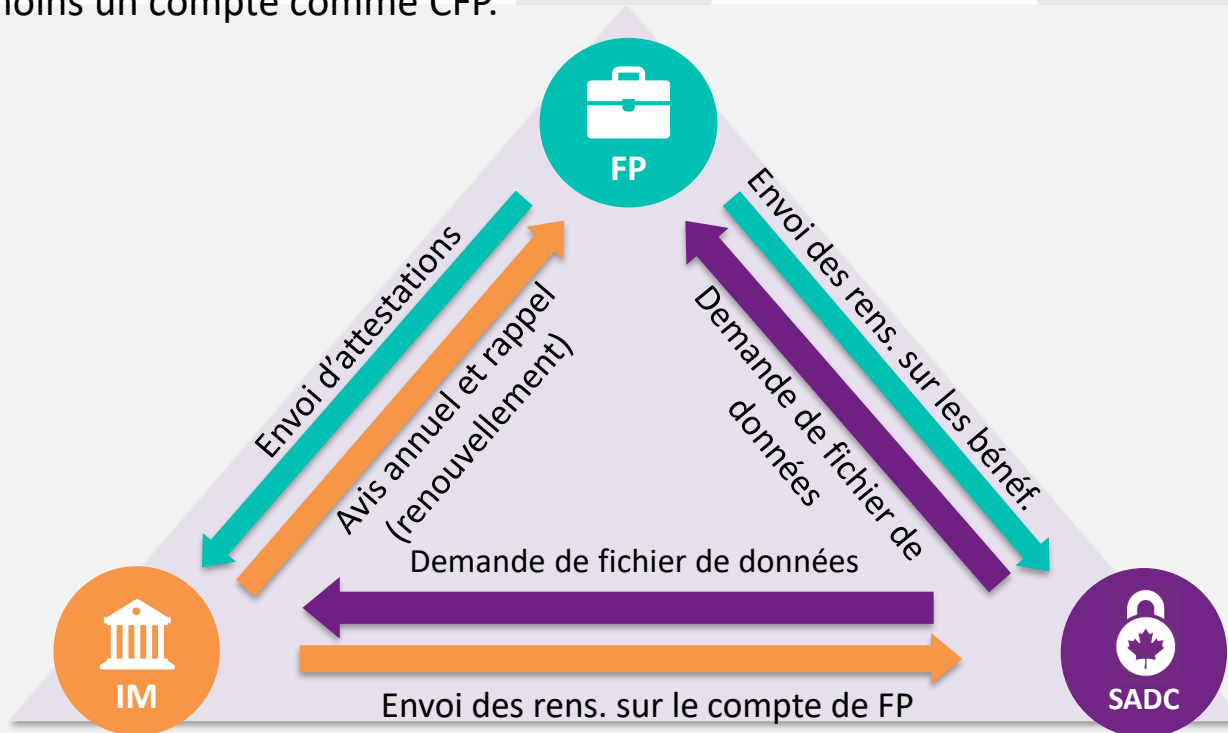 moins un compte comme CFP.
FP
Envoi d'attestations
Avis annuel et rappel
(renouvellement)
Envoi des rens. sur les bénéf.
Demande de fichier de
données
Demande de fichier de données
IM
Envoi des rens. sur le compte de FP
SADC